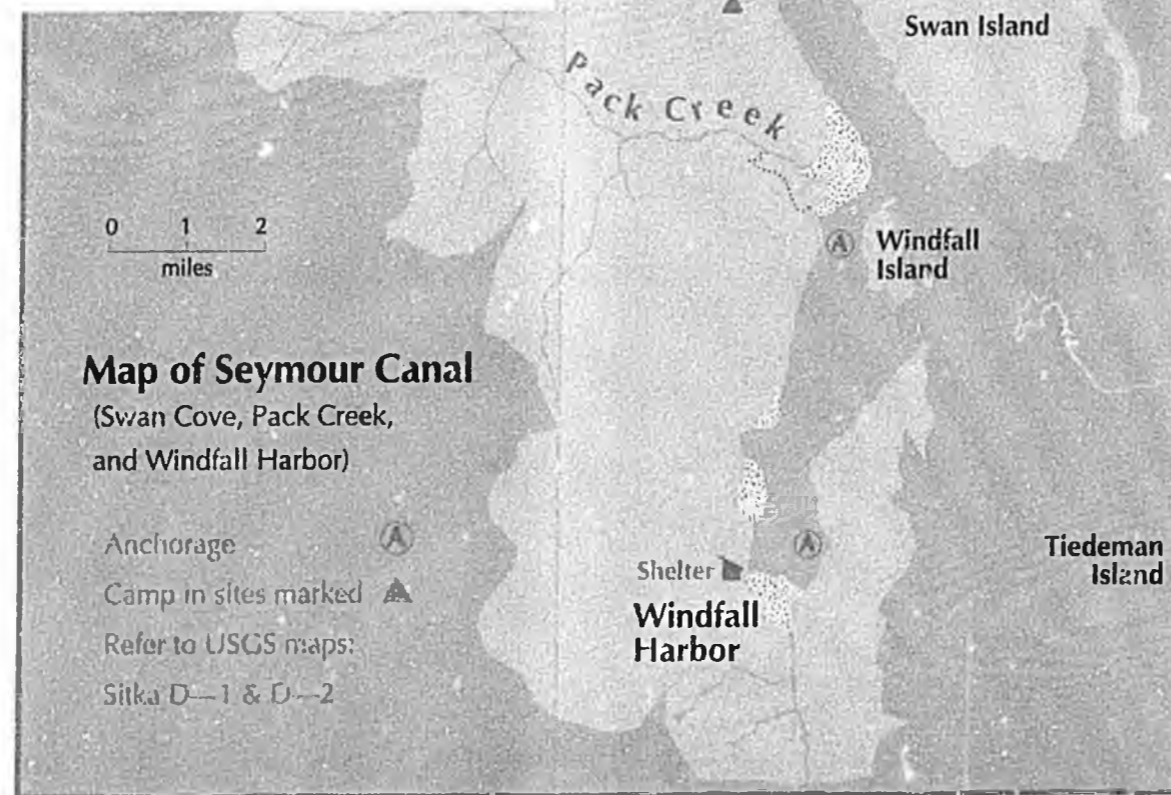 Swan Island
Pack Creek
0 1 2
miles
Windfall
Island
Map of Seymour Canal
(Swan Cove, Pack Creek,
and Windfall Harbor)
Anchorage Ⓐ
Camp in sites marked
Refer to USGS maps:
Sitka D—1 & D—2
Ⓐ
Ⓐ
Shelter
Windfall
Harbor
Tiedeman
Island